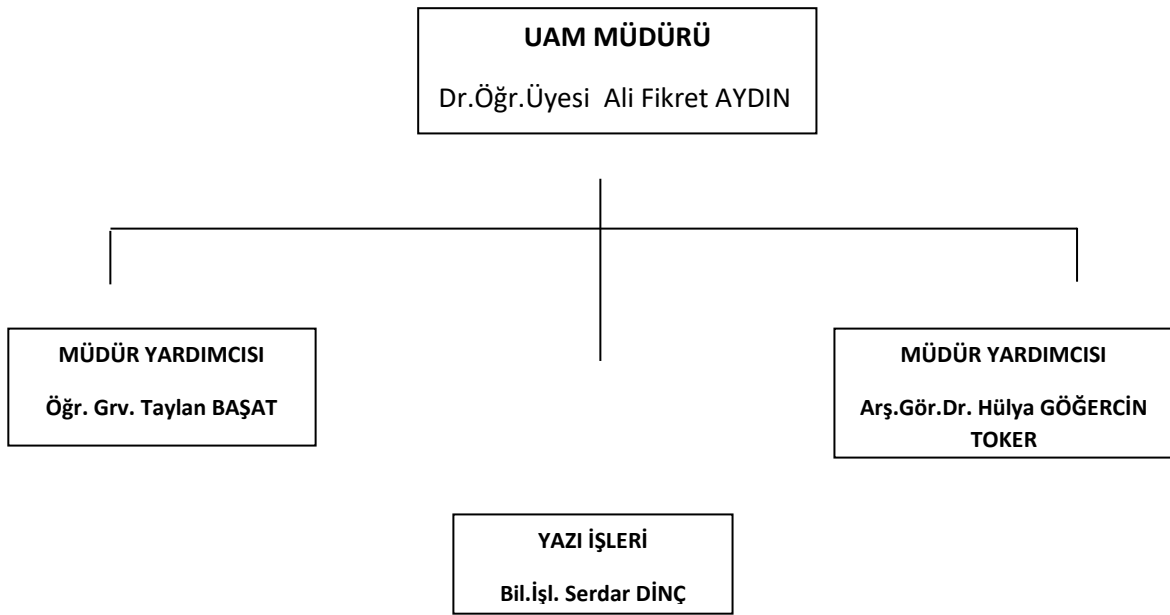 UAM MÜDÜRÜ
Dr.Öğr.Üyesi Ali Fikret AYDIN
MÜDÜR YARDIMCISI
Öğr. Grv. Taylan BAŞAT
MÜDÜR YARDIMCISI
Arş.Gör.Dr. Hülya GÖĞERCİN
TOKER
YAZI İŞLERİ
Bil.İşl. Serdar DİNÇ